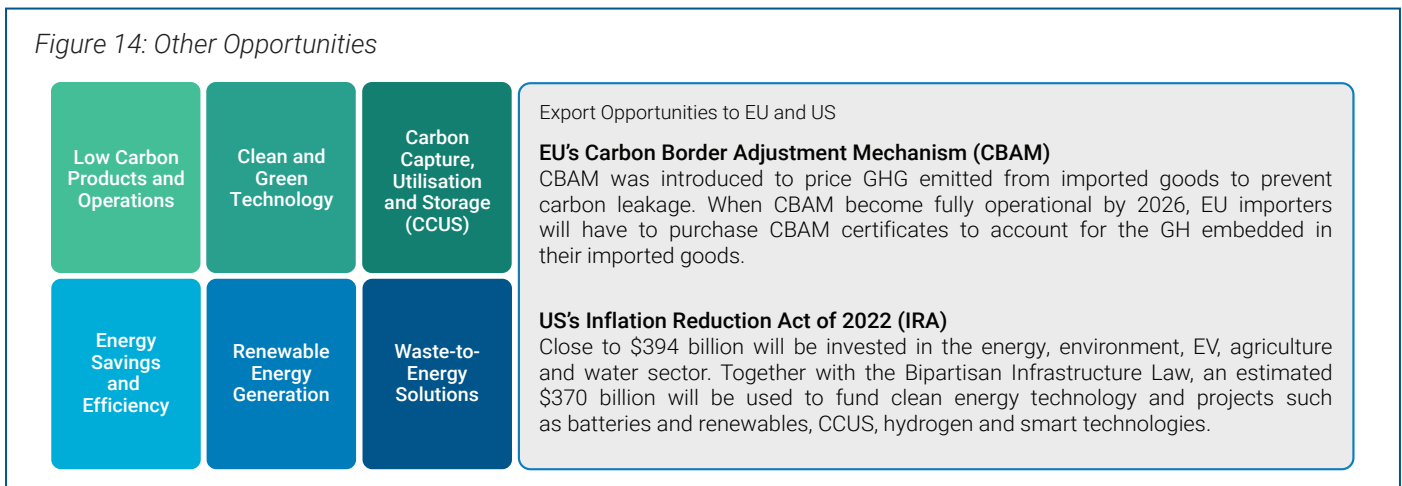 Figure 14: Other Opportunities
Low Carbon
Products and
Operations
Clean and
Green
Technology
Carbon
Capture,
Utilisation
and Storage
(CCUS)
Energy
Savings
and
Efficiency
Renewable
Energy
Generation
Waste-to-
Energy
Solutions
Export Opportunities to EU and US
EU's Carbon Border Adjustment Mechanism (CBAM)
CBAM was introduced to price GHG emitted from imported goods to prevent
carbon leakage. When CBAM become fully operational by 2026, EU importers
will have to purchase CBAM certificates to account for the GH embedded in
their imported goods.
US's Inflation Reduction Act of 2022 (IRA)
Close to $394 billion will be invested in the energy, environment, EV, agriculture
and water sector. Together with the Bipartisan Infrastructure Law, an estimated
$370 billion will be used to fund clean energy technology and projects such
as batteries and renewables, CCUS, hydrogen and smart technologies.